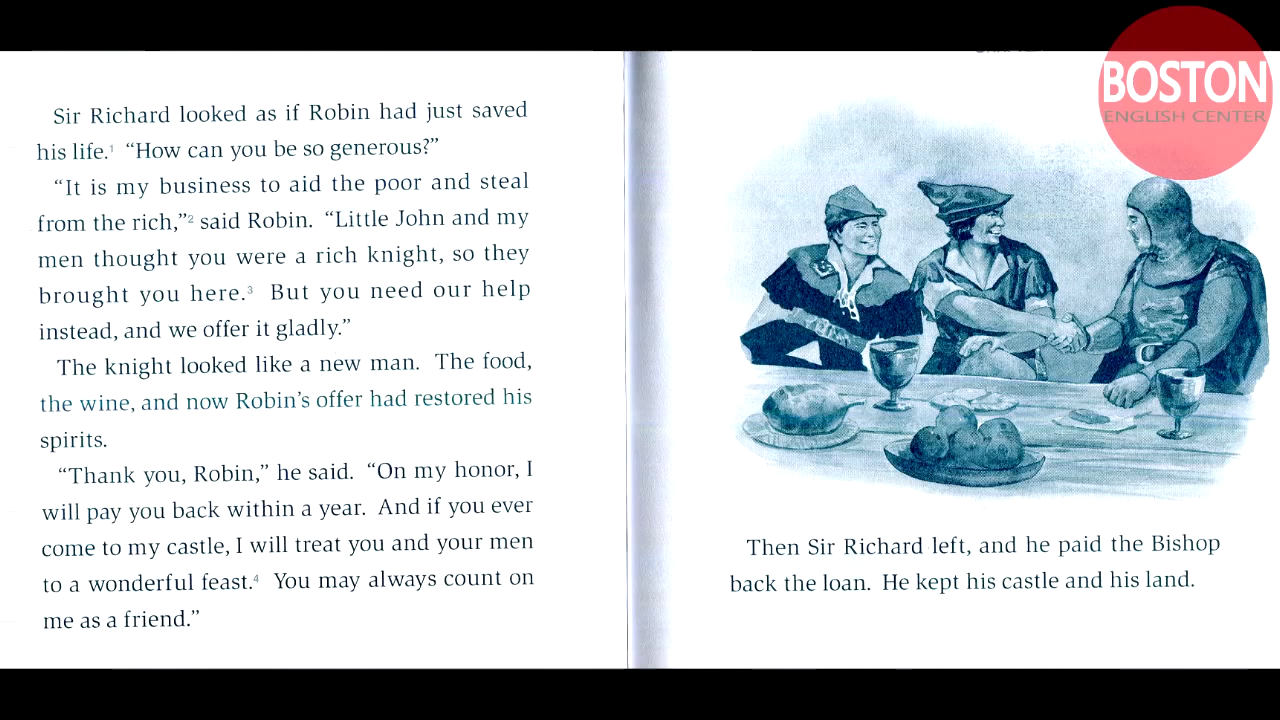 Sir Richard looked as if Robin had just saved
his life.¹ “How can you be so generous?”
“It is my business to aid the poor and steal
from the rich,”² said Robin. “Little John and my
men thought you were a rich knight, so they
brought you here.³ But you need our help
instead, and we offer it gladly.”
The knight looked like a new man. The food,
the wine, and now Robin’s offer had restored his
spirits.
“Thank you, Robin,” he said. “On my honor, I
will pay you back within a year. And if you ever
come to my castle, I will treat you and your men
to a wonderful feast.⁴ You may always count on
me as a friend.”
BOSTON
ENGLISH CENTER
Then Sir Richard left, and he paid the Bishop
back the loan. He kept his castle and his land.